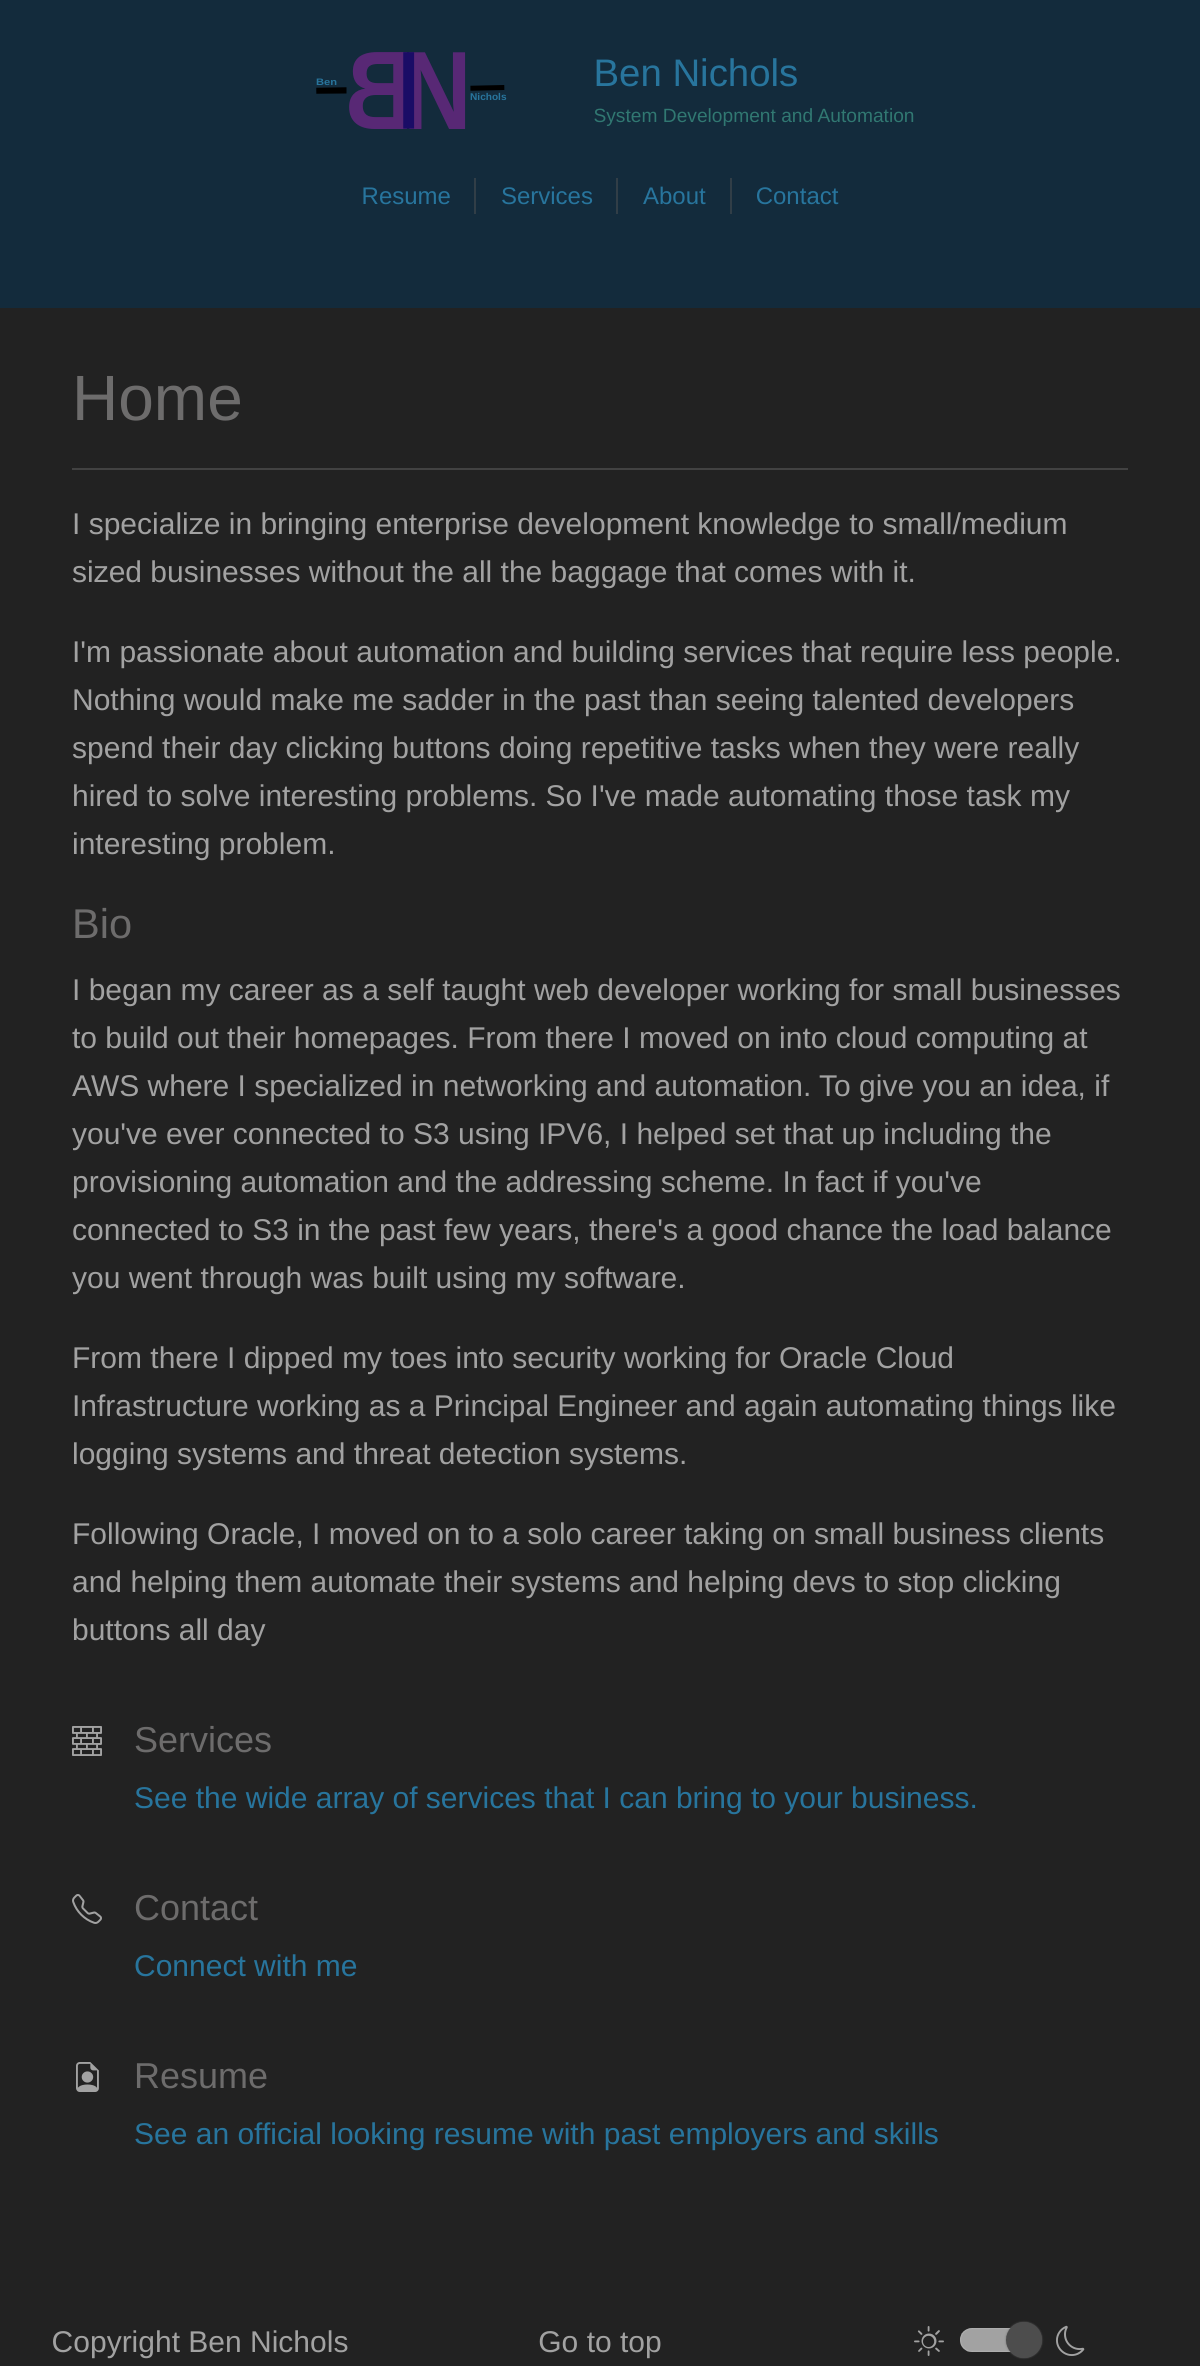 Ben
BN
Nichols
Ben Nichols
System Development and Automation
Resume
Services
About
Contact
Home
I specialize in bringing enterprise development knowledge to small/medium
sized businesses without the all the baggage that comes with it.
I'm passionate about automation and building services that require less people.
Nothing would make me sadder in the past than seeing talented developers
spend their day clicking buttons doing repetitive tasks when they were really
hired to solve interesting problems. So I've made automating those task my
interesting problem.
Bio
I began my career as a self taught web developer working for small businesses
to build out their homepages. From there I moved on into cloud computing at
AWS where I specialized in networking and automation. To give you an idea, if
you've ever connected to S3 using IPV6, I helped set that up including the
provisioning automation and the addressing scheme. In fact if you've
connected to S3 in the past few years, there's a good chance the load balance
you went through was built using my software.
From there I dipped my toes into security working for Oracle Cloud
Infrastructure working as a Principal Engineer and again automating things like
logging systems and threat detection systems.
Following Oracle, I moved on to a solo career taking on small business clients
and helping them automate their systems and helping devs to stop clicking
buttons all day
Services
See the wide array of services that I can bring to your business.
Contact
Connect with me
Resume
See an official looking resume with past employers and skills
Copyright Ben Nichols
Go to top